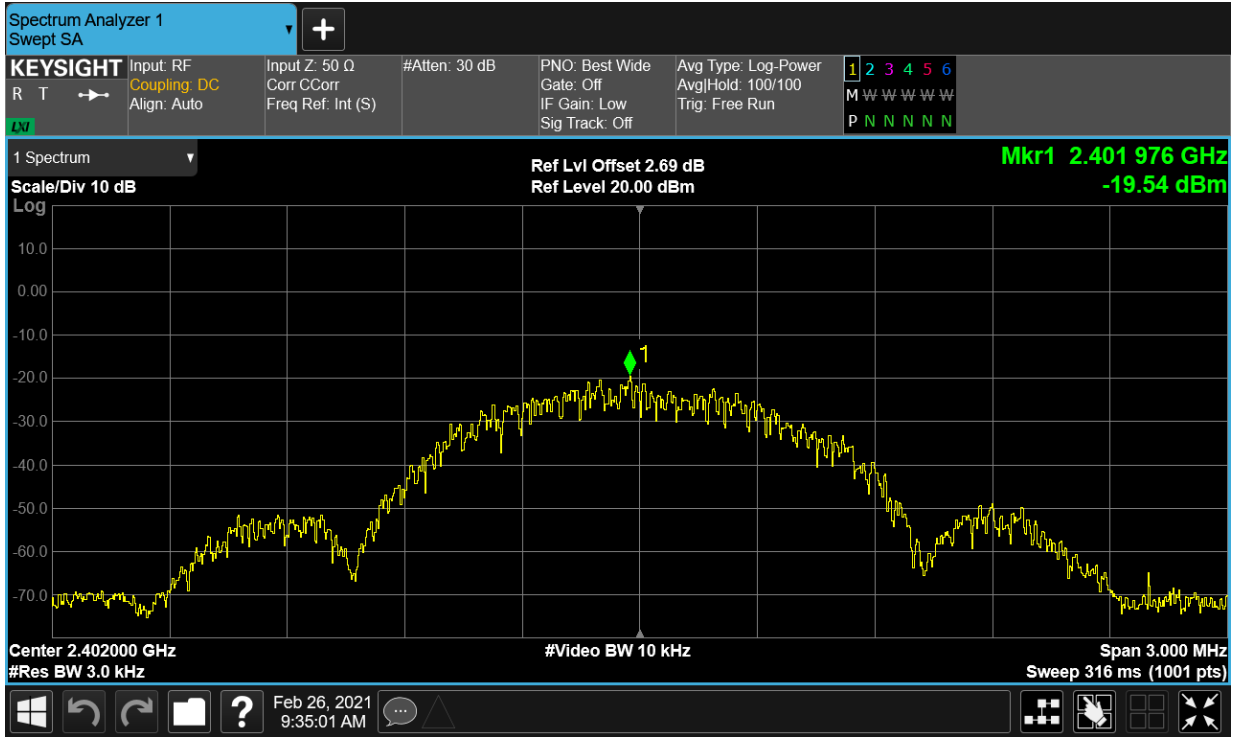 Spectrum Analyzer 1
Swept SA
+
KEYSIGHT
R T
LXI
Input: RF
Coupling: DC
Align: Auto
Input Z: 50 Ω
Corr CCorr
Freq Ref: Int (S)
#Atten: 30 dB
PNO: Best Wide
Gate: Off
IF Gain: Low
Sig Track: Off
Avg Type: Log-Power
Avg|Hold: 100/100
Trig: Free Run
1 2 3 4 5 6
M W W W W W
P N N N N N
1 Spectrum
Scale/Div 10 dB
Log
Ref Lvl Offset 2.69 dB
Ref Level 20.00 dBm
Mkr1 2.401 976 GHz
-19.54 dBm
10.0
0.00
-10.0
1
-20.0
-30.0
-40.0
-50.0
-60.0
-70.0
Center 2.402000 GHz
#Video BW 10 kHz
Span 3.000 MHz
#Res BW 3.0 kHz
Sweep 316 ms (1001 pts)
?
Feb 26, 2021
9:35:01 AM